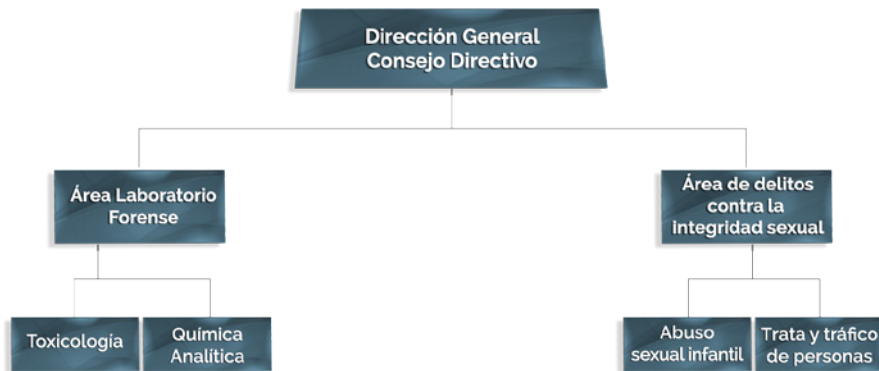 Dirección General
Consejo Directivo
Área Laboratorio
Forense
Área de delitos
contra la
integridad sexual
Toxicología
Química
Analítica
Abuso
sexual infantil
Trata y tráfico
de personas